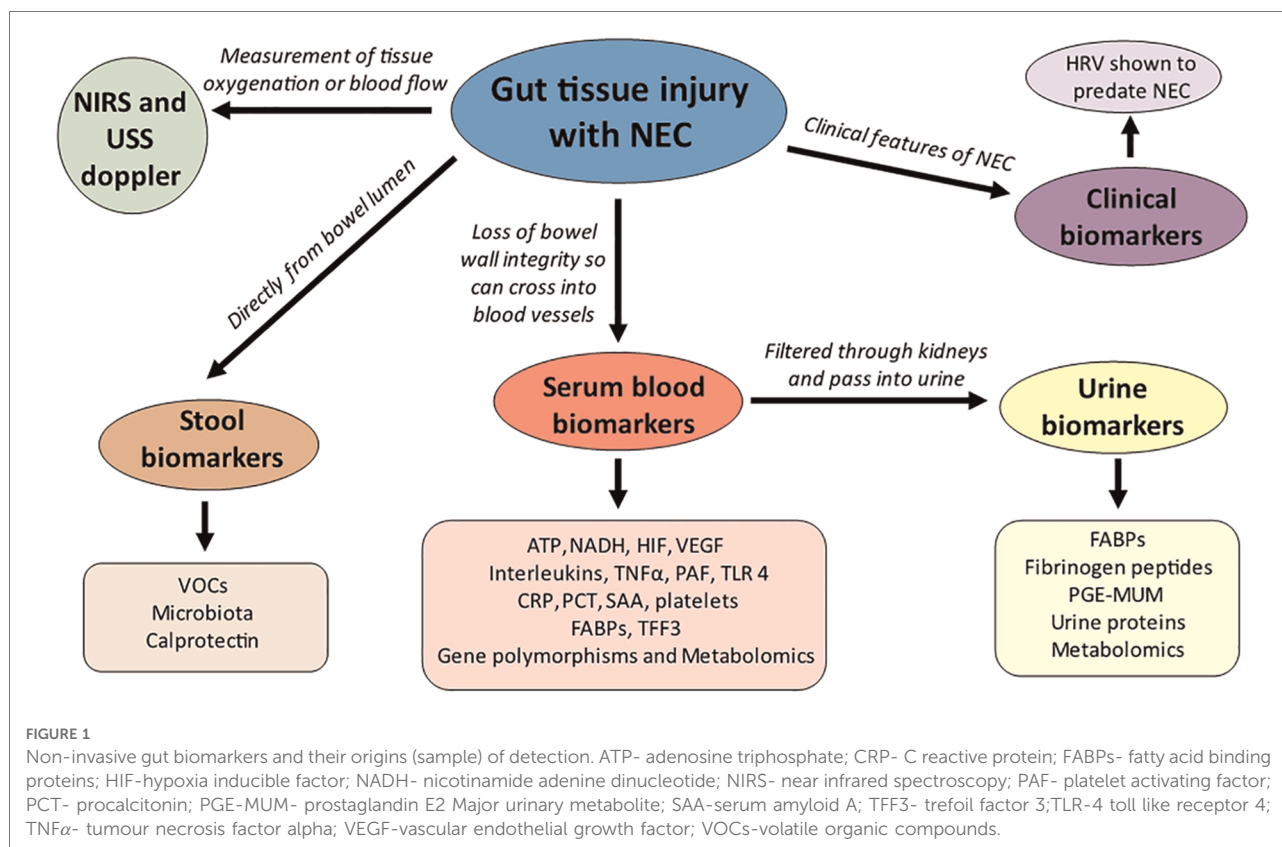 Measurement of tissue
oxygenation or blood flow
NIRS and
USS
doppler
Gut tissue injury
with NEC
HRV shown to
predate NEC
Clinical features of NEC
Clinical
biomarkers
Directly from bowel lumen
Loss of bowel
wall integrity so
can cross into
blood vessels
Stool
biomarkers
Serum blood
biomarkers
Filtered through kidneys
and pass into urine
Urine
biomarkers
VOCs
Microbiota
Calprotectin
ATP, NADH, HIF, VEGF
Interleukins, TNFα, PAF, TLR 4
CRP, PCT, SAA, platelets
FABPs, TFF3
Gene polymorphisms and Metabolomics
FABPs
Fibrinogen peptides
PGE-MUM
Urine proteins
Metabolomics
FIGURE 1
Non-invasive gut biomarkers and their origins (sample) of detection. ATP- adenosine triphosphate; CRP- C reactive protein; FABPs- fatty acid binding
proteins; HIF-hypoxia inducible factor; NADH- nicotinamide adenine dinucleotide; NIRS- near infrared spectroscopy; PAF- platelet activating factor;
PCT- procalcitonin; PGE-MUM- prostaglandin E2 Major urinary metabolite; SAA-serum amyloid A; TFF3- trefoil factor 3;TLR-4 toll like receptor 4;
TNFα- tumour necrosis factor alpha; VEGF-vascular endothelial growth factor; VOCs-volatile organic compounds.